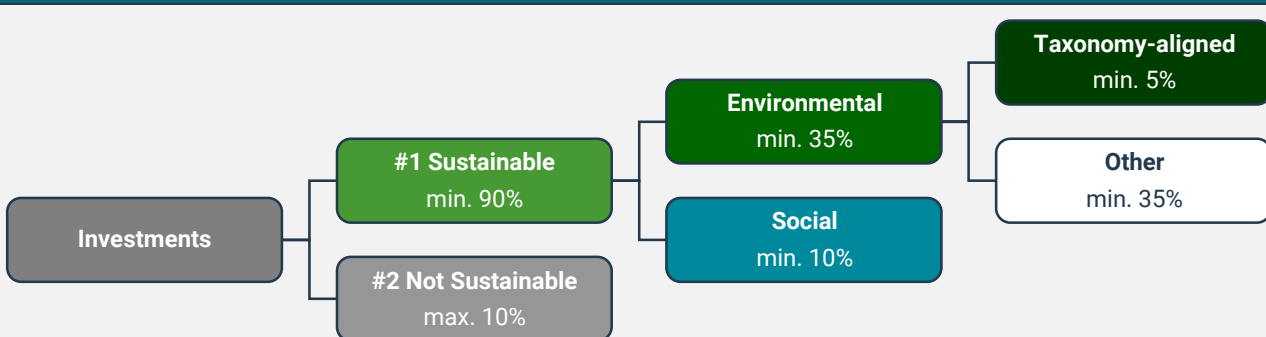 Investments
#1 Sustainable
min. 90%
#2 Not Sustainable
max. 10%
Environmental
min. 35%
Social
min. 10%
Taxonomy-aligned
min. 5%
Other
min. 35%